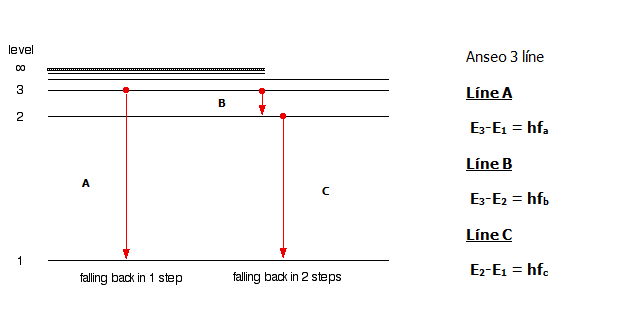 level
∞
3
2
1
A
B
C
falling back in 1 step
falling back in 2 steps
Anseo 3 líne
Líne A
E₃-E₁ = hfₐ
Líne B
E₃-E₂ = hf_b
Líne C
E₂-E₁ = hf_c